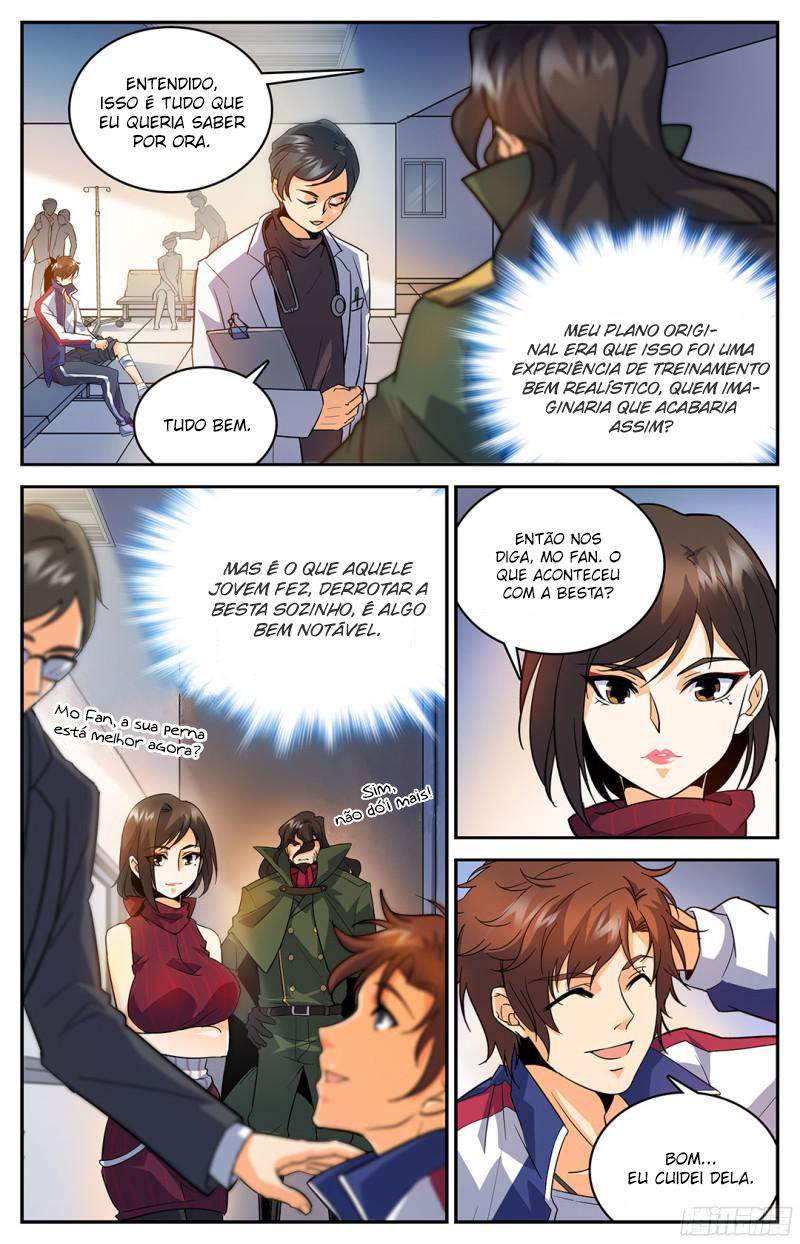 ENTENDIDO,
ISSO É TUDO QUE
EU QUERIA SABER
POR ORA.
MEU PLANO ORIGI-
NAL ERA QUE ISSO FOI UMA
EXPERIÊNCIA DE TREINAMENTO
BEM REALÍSTICO, QUEM IMA-
GINARIA QUE ACABARIA
ASSIM?
TUDO BEM.
MAS É O QUE AQUELE
JOVEM FEZ, DERROTAR A
BESTA SOZINHO, É ALGO
BEM NOTÁVEL.
Mo Fan, a sua perna
está melhor agora?
Sim,
não dói mais!
ENTÃO NOS
DIGA, MO FAN. O
QUE ACONTECEU
COM A BESTA?
BOM...
EU CUIDEI DELA.